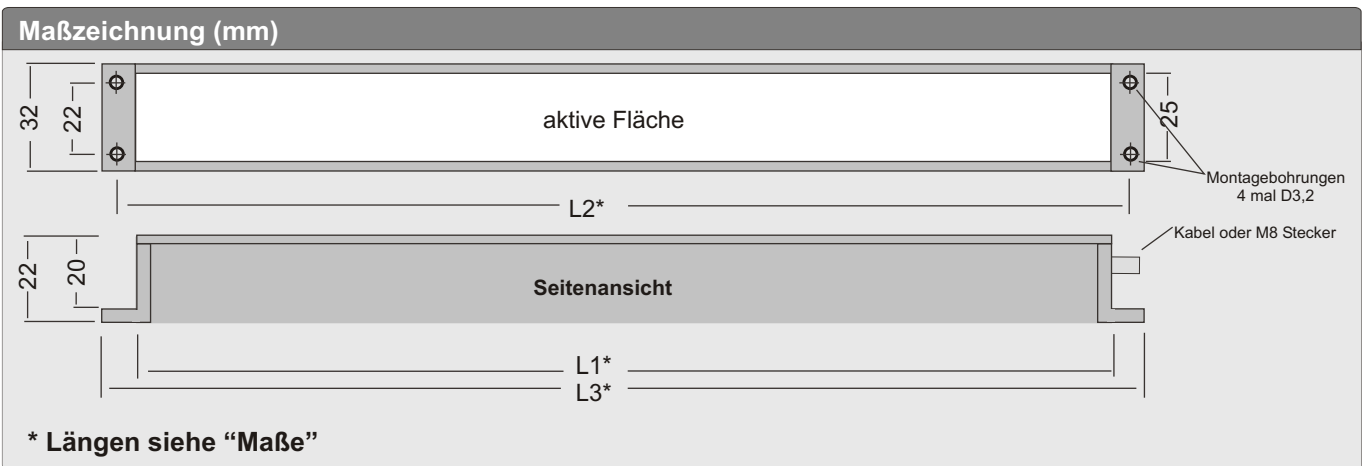 Maßzeichnung (mm)
32
22
aktive Fläche
25
Montagebohrungen
4 mal D3,2
L2*
Kabel oder M8 Stecker
22
20
Seitenansicht
L1*
L3*
* Längen siehe “Maße”